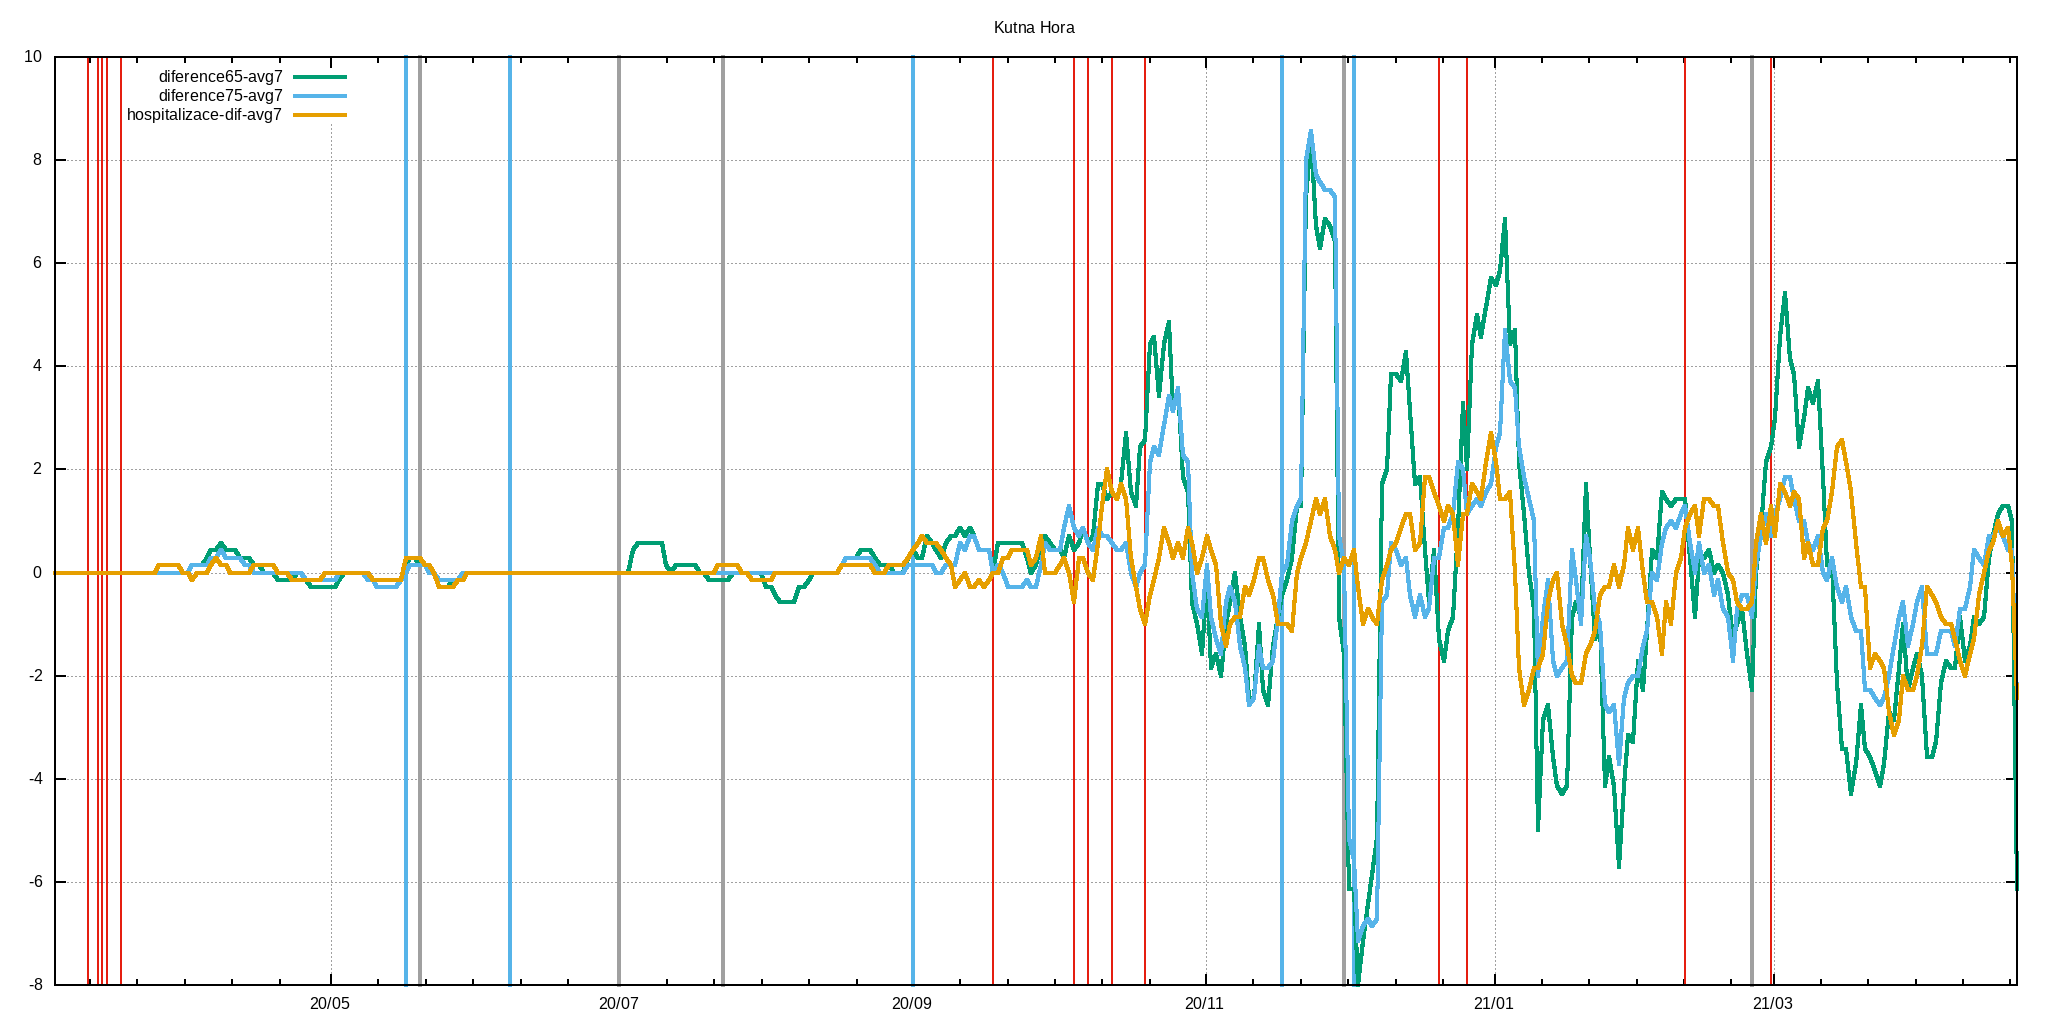 Kutna Hora
10
diference65-avg7
diference75-avg7
hospitalizace-dif-avg7
8
6
4
2
0
-2
-4
-6
-8
20/05 20/07 20/09 20/11 21/01 21/03